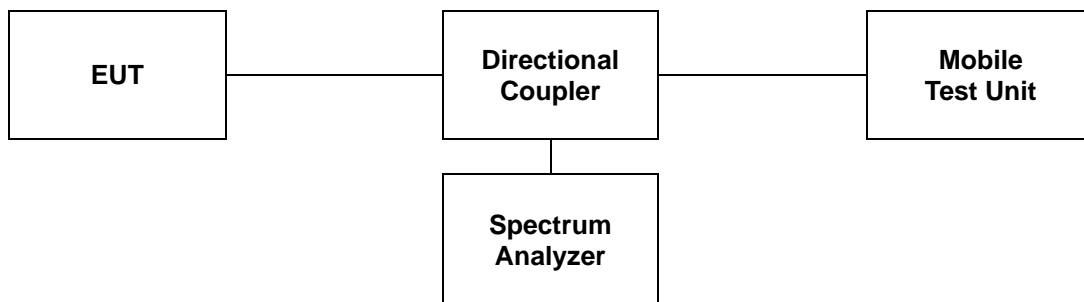 EUT
Directional
Coupler
Mobile
Test Unit
Spectrum
Analyzer